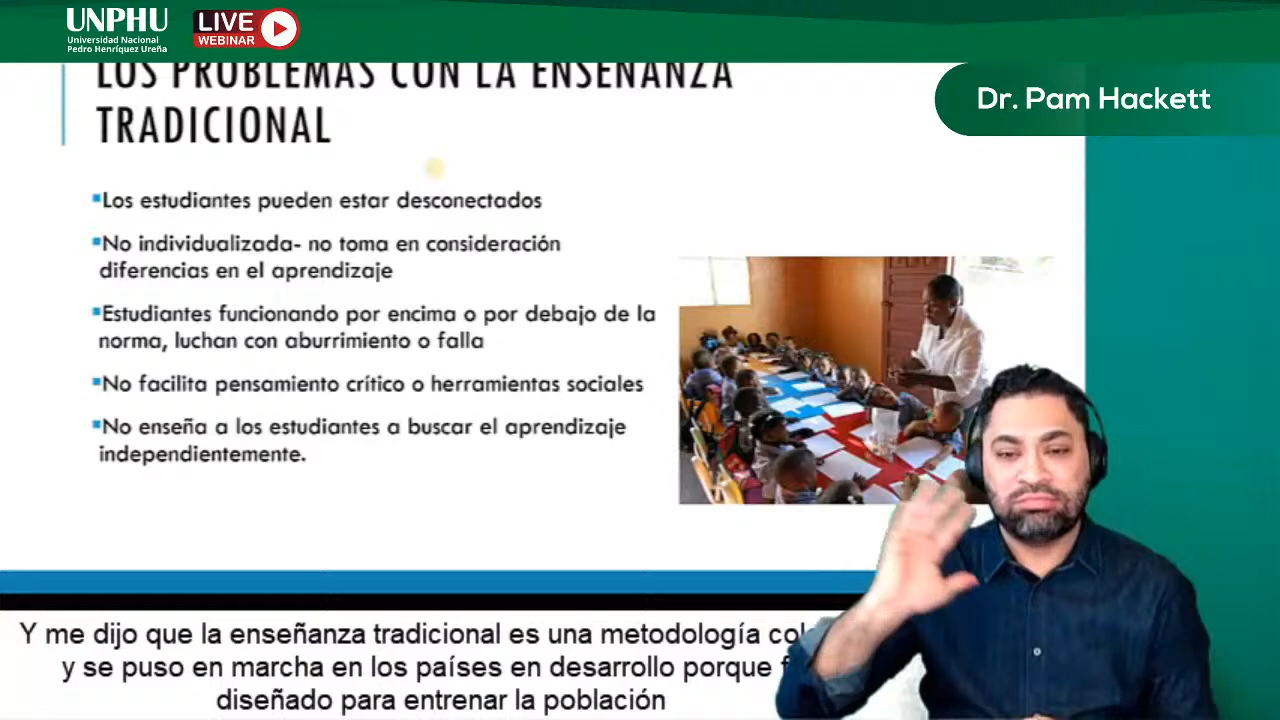 UNPHU
Universidad Nacional
Pedro Henríquez Ureña
LIVE
WEBINAR
LOS PROBLEMAS CON LA ENSEÑANZA
TRADICIONAL
Dr. Pam Hackett
▪Los estudiantes pueden estar desconectados
▪No individualizada- no toma en consideración
diferencias en el aprendizaje
▪Estudiantes funcionando por encima o por debajo de la
norma, luchan con aburrimiento o falla
▪No facilita pensamiento crítico o herramientas sociales
▪No enseña a los estudiantes a buscar el aprendizaje
independientemente.
Y me dijo que la enseñanza tradicional es una metodología
y se puso en marcha en los países en desarrollo porque
diseñado para entrenar la población